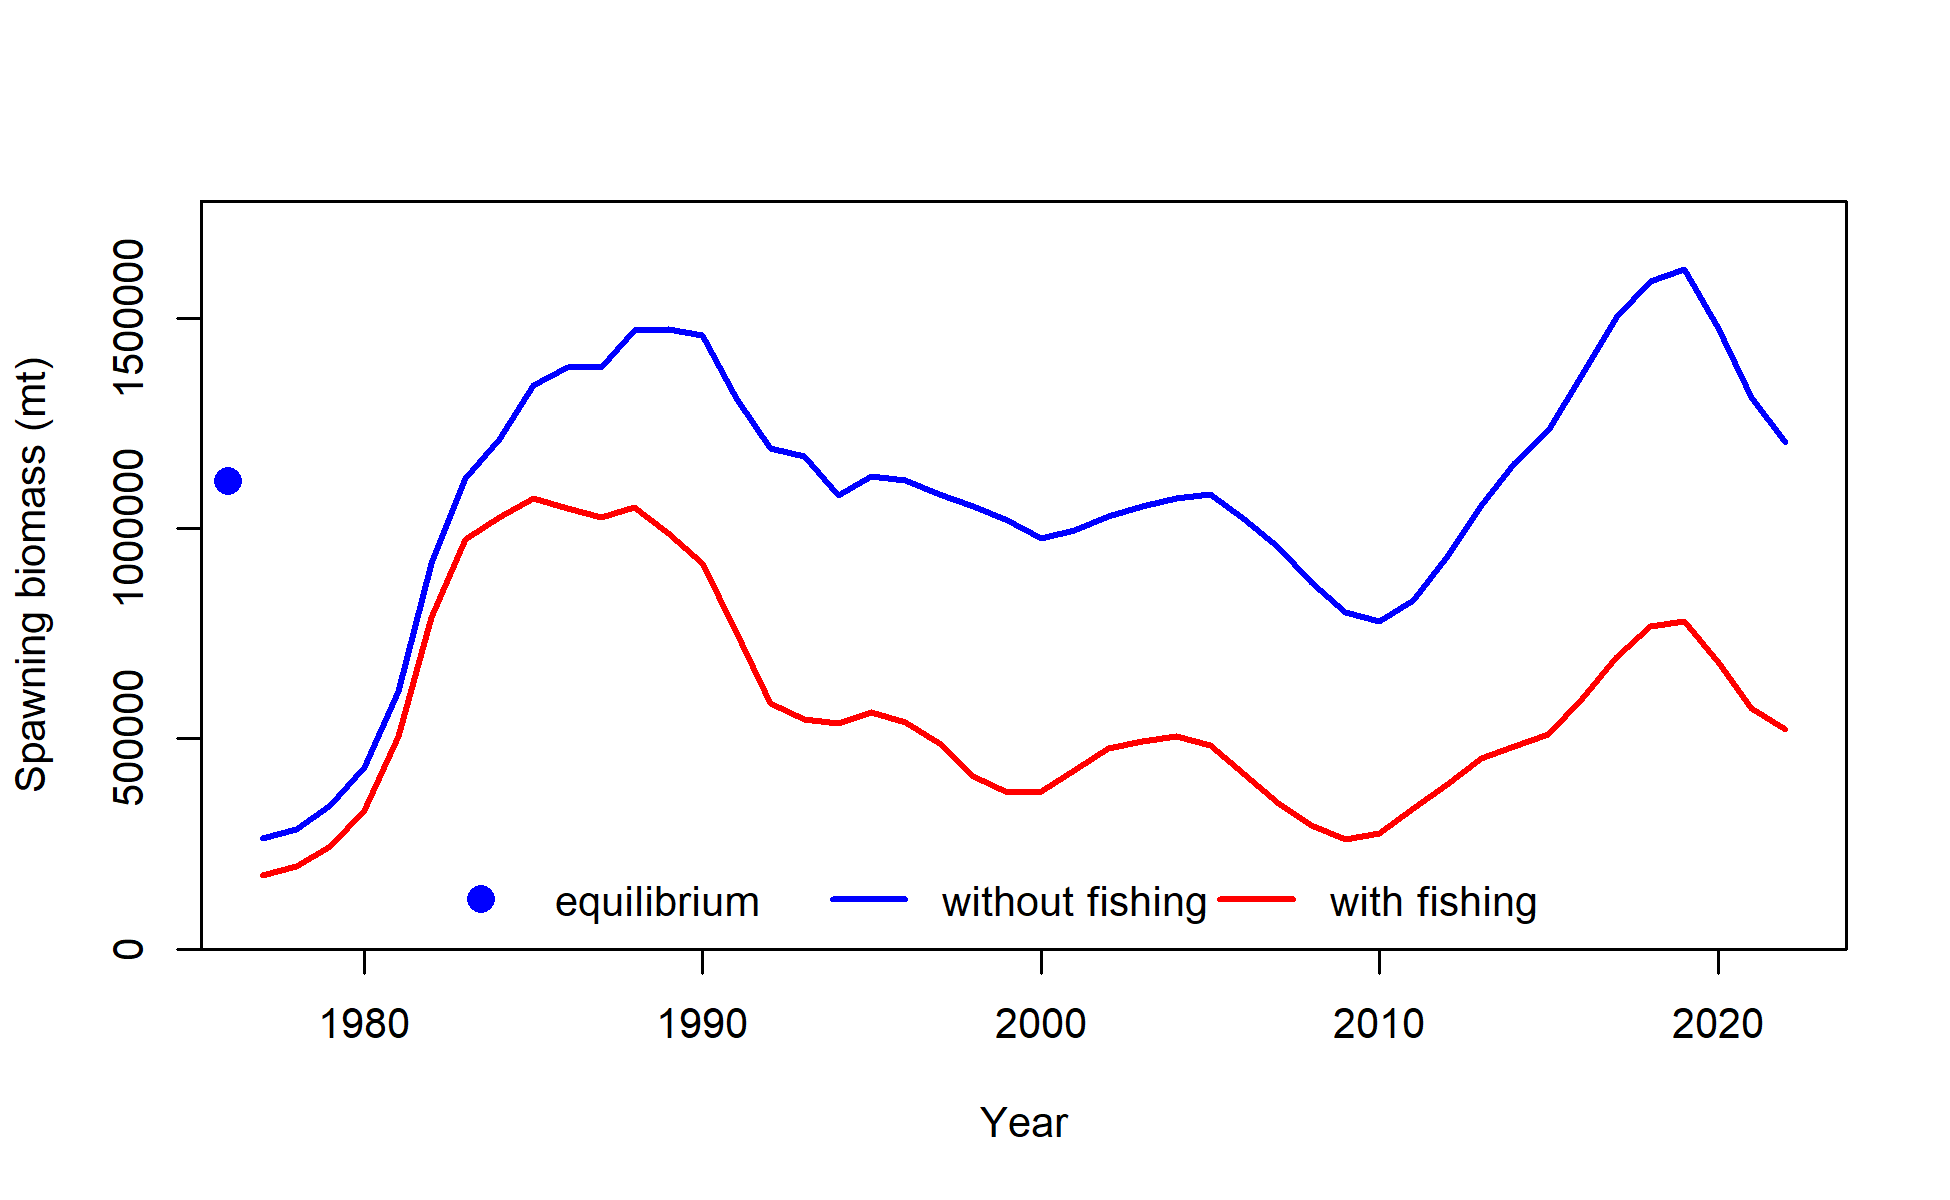 Spawning biomass (mt)
1500000
1000000
500000
0
equilibrium without fishing with fishing
1980 1990 2000 2010 2020
Year